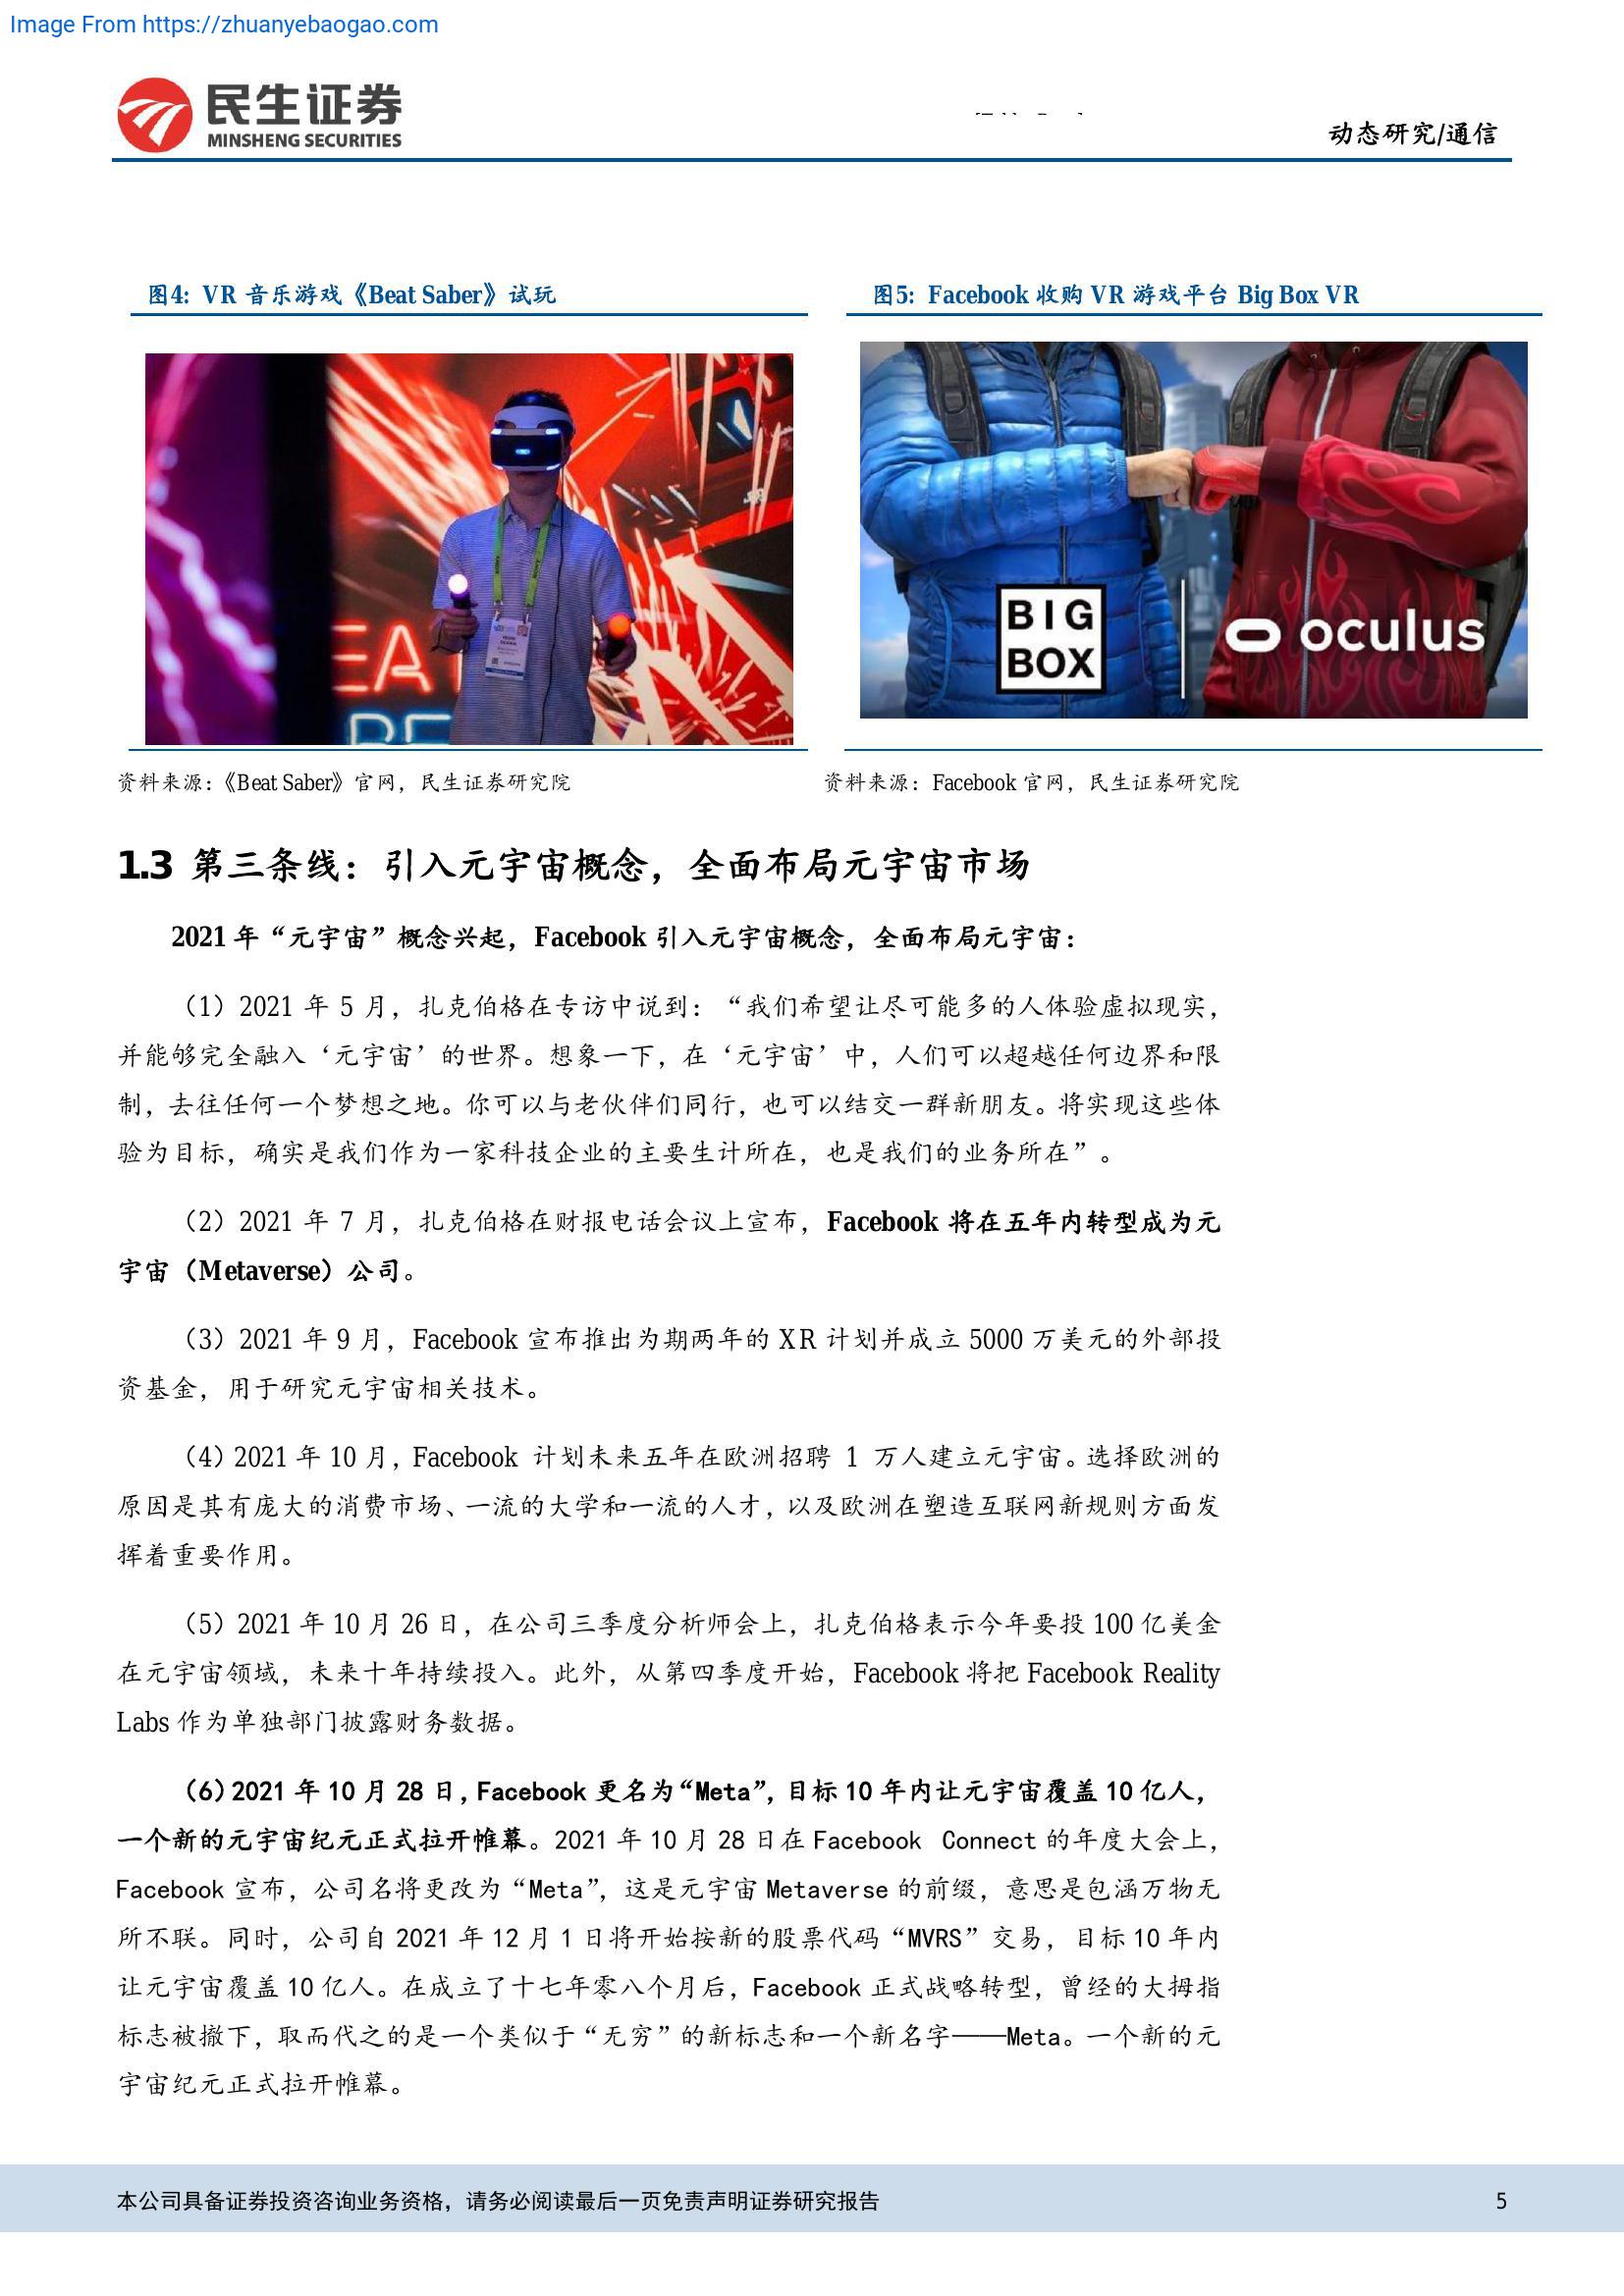 Image From https://zhuanyebaogao.com
民生证券
MINSHENG SECURITIES
动态研究/通信
图4: VR 音乐游戏《Beat Saber》试玩
图5: Facebook 收购 VR 游戏平台 Big Box VR
EA
BE
BIG
BOX
oculus
资料来源:《Beat Saber》官网，民生证券研究院
资料来源: Facebook 官网，民生证券研究院
1.3 第三条线：引入元宇宙概念，全面布局元宇宙市场
2021 年“元宇宙”概念兴起，Facebook 引入元宇宙概念，全面布局元宇宙：
（1）2021 年 5 月，扎克伯格在专访中说到：“我们希望让尽可能多的人体验虚拟现实，
并能够完全融入‘元宇宙’的世界。想象一下，在‘元宇宙’中，人们可以超越任何边界和限
制，去往任何一个梦想之地。你可以与老伙伴们同行，也可以结交一群新朋友。将实现这些体
验为目标，确实是我们作为一家科技企业的主要生计所在，也是我们的业务所在”。
（2）2021 年 7 月，扎克伯格在财报电话会议上宣布，Facebook 将在五年内转型成为元
宇宙（Metaverse）公司。
（3）2021 年 9 月，Facebook 宣布推出为期两年的 XR 计划并成立 5000 万美元的外部投
资基金，用于研究元宇宙相关技术。
（4）2021 年 10 月，Facebook 计划未来五年在欧洲招聘 1 万人建立元宇宙。选择欧洲的
原因是其有庞大的消费市场、一流的大学和一流的人才，以及欧洲在塑造互联网新规则方面发
挥着重要作用。
（5）2021 年 10 月 26 日，在公司三季度分析师会上，扎克伯格表示今年要投 100 亿美金
在元宇宙领域，未来十年持续投入。此外，从第四季度开始，Facebook 将把 Facebook Reality
Labs 作为单独部门披露财务数据。
（6）2021 年 10 月 28 日，Facebook 更名为“Meta”，目标 10 年内让元宇宙覆盖 10 亿人，
一个新的元宇宙纪元正式拉开帷幕。2021 年 10 月 28 日在 Facebook Connect 的年度大会上，
Facebook 宣布，公司名将更改为“Meta”，这是元宇宙 Metaverse 的前缀，意思是包涵万物无
所不联。同时，公司自 2021 年 12 月 1 日将开始按新的股票代码“MVRS”交易，目标 10 年内
让元宇宙覆盖 10 亿人。在成立了十七年零八个月后，Facebook 正式战略转型，曾经的大拇指
标志被撤下，取而代之的是一个类似于“无穷”的新标志和一个新名字——Meta。一个新的元
宇宙纪元正式拉开帷幕。
本公司具备证券投资咨询业务资格，请务必阅读最后一页免责声明证券研究报告
5